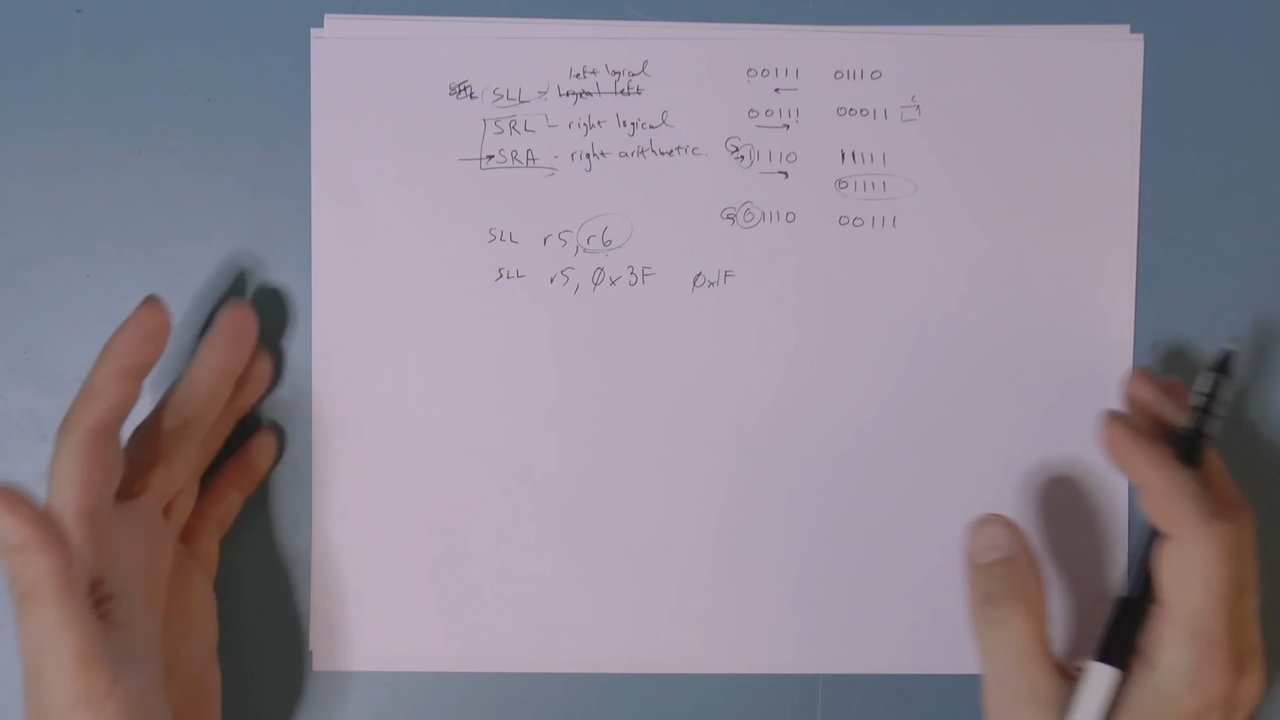 left logical
SLL - logical left 00111 01110
SRL - right logical 00111 00011 c
SRA - right arithmetic. 11110 11111
01111
01110 00111
SLL r5, r6
SLL r5, 0x3F 0x1F